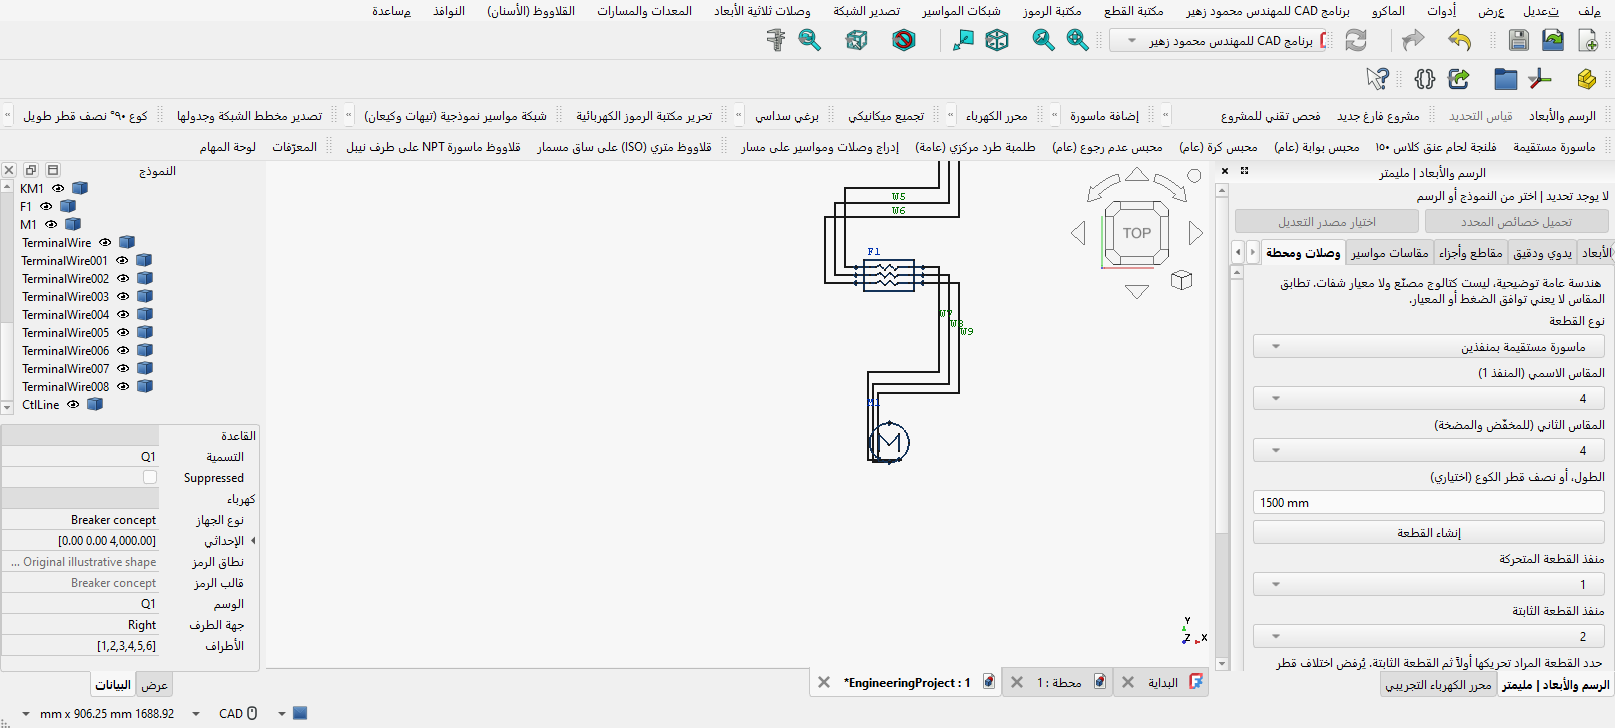 ملف عرض تعديل أدوات الماكرو برنامج CAD للمهندس محمود زهير مكتبة القطع مكتبة الرموز شبكات المواسير تصدير الشبكة وصلات ثلاثية الأبعاد المعدات والمسارات القلاووظ (الأسنان) النوافذ مساعدة
برنامج CAD للمهندس محمود زهير
الرسم والأبعاد قياس التحديد مشروع فارغ جديد فحص تقني للمشروع « إضافة ماسورة « محرر الكهرباء « تجميع ميكانيكي « برغي سداسي « تحرير مكتبة الرموز الكهربائية شبكة مواسير نموذجية (تيهات وكيعان) « تصدير مخطط الشبكة وجدولها كوع ٩٠° نصف قطر طويل «
ماسورة مستقيمة فلنجة لحام عنق كلاس ١٥٠ محبس بوابة (عام) محبس كرة (عام) محبس عدم رجوع (عام) طلمبة طرد مركزي (عامة) إدراج وصلات ومواسير على مسار قلاووظ متري (ISO) على ساق مسمار قلاووظ ماسورة NPT على طرف نيبل المعرّفات لوحة المهام
الرسم والأبعاد | مليمتر
لا يوجد تحديد | اختر من النموذج أو الرسم
تحميل خصائص المحدد اختيار مصدر التعديل
الأبعاد يدوي ودقيق مقاطع وأجزاء مقاسات مواسير وصلات ومحطة
هندسة عامة توضيحية، ليست كتالوج مصنّع ولا معيار شفات. تطابق
المقاس لا يعني توافق الضغط أو المعيار.
نوع القطعة
ماسورة مستقيمة بمنفذين
المقاس الاسمي (المنفذ 1)
4
المقاس الثاني (للمخفّض والمضخة)
4
الطول، أو نصف قطر الكوع (اختياري)
1500 mm
إنشاء القطعة
منفذ القطعة المتحركة
1
منفذ القطعة الثابتة
2
حدد القطعة المراد تحريكها أولاً ثم القطعة الثابتة. يُرفض اختلاف قطر
الرسم والأبعاد | مليمتر محرر الكهرباء التجريبي
TOP
W5
W6
F1
W7
W8
W9
M
Y
Z X
البداية محطة : 1 EngineeringProject : 1*
النموذج
KM1
F1
M1
TerminalWire
TerminalWire001
TerminalWire002
TerminalWire003
TerminalWire004
TerminalWire005
TerminalWire006
TerminalWire007
TerminalWire008
CtlLine
القاعدة
التسمية Q1
Suppressed
كهرباء
نوع الجهاز Breaker concept
الإحداثي [0.00 0.00 4,000.00]
نطاق الرمز Original illustrative shape ...
قالب الرمز Breaker concept
الوسم Q1
جهة الطرف Right
الأطراف [1,2,3,4,5,6]
عرض البيانات
mm x 906.25 mm 1688.92 CAD